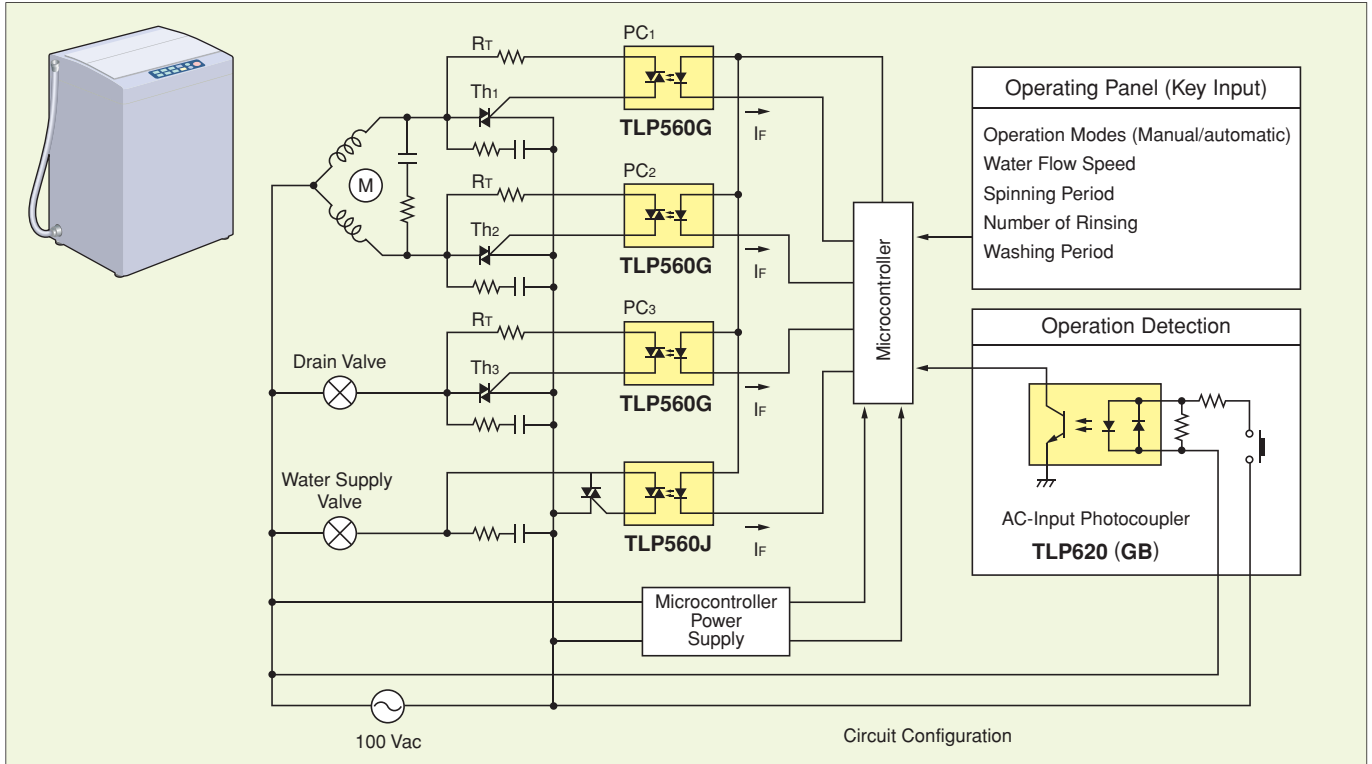 PC1
RT
Th1
TLP560G
IF
M
PC2
RT
Th2
TLP560G
IF
PC3
RT
Drain Valve
Th3
TLP560G
IF
Water Supply
Valve
TLP560J
IF
Microcontroller
Power
Supply
100 Vac
Microcontroller
Operating Panel (Key Input)
Operation Modes (Manual/automatic)
Water Flow Speed
Spinning Period
Number of Rinsing
Washing Period
Operation Detection
AC-Input Photocoupler
TLP620 (GB)
Circuit Configuration